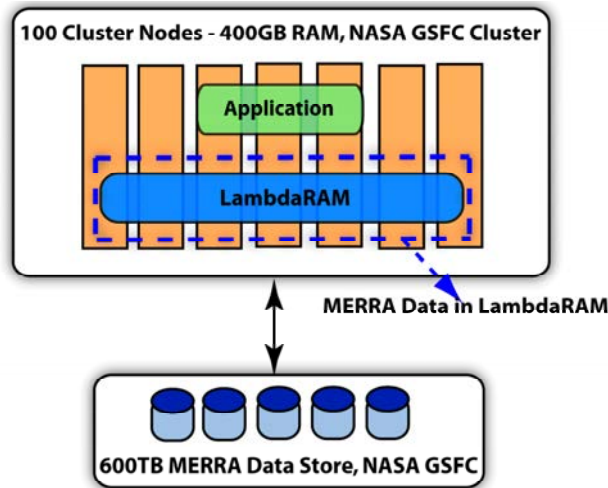 100 Cluster Nodes - 400GB RAM, NASA GSFC Cluster
Application
LambdaRAM
MERRA Data in LambdaRAM
600TB MERRA Data Store, NASA GSFC